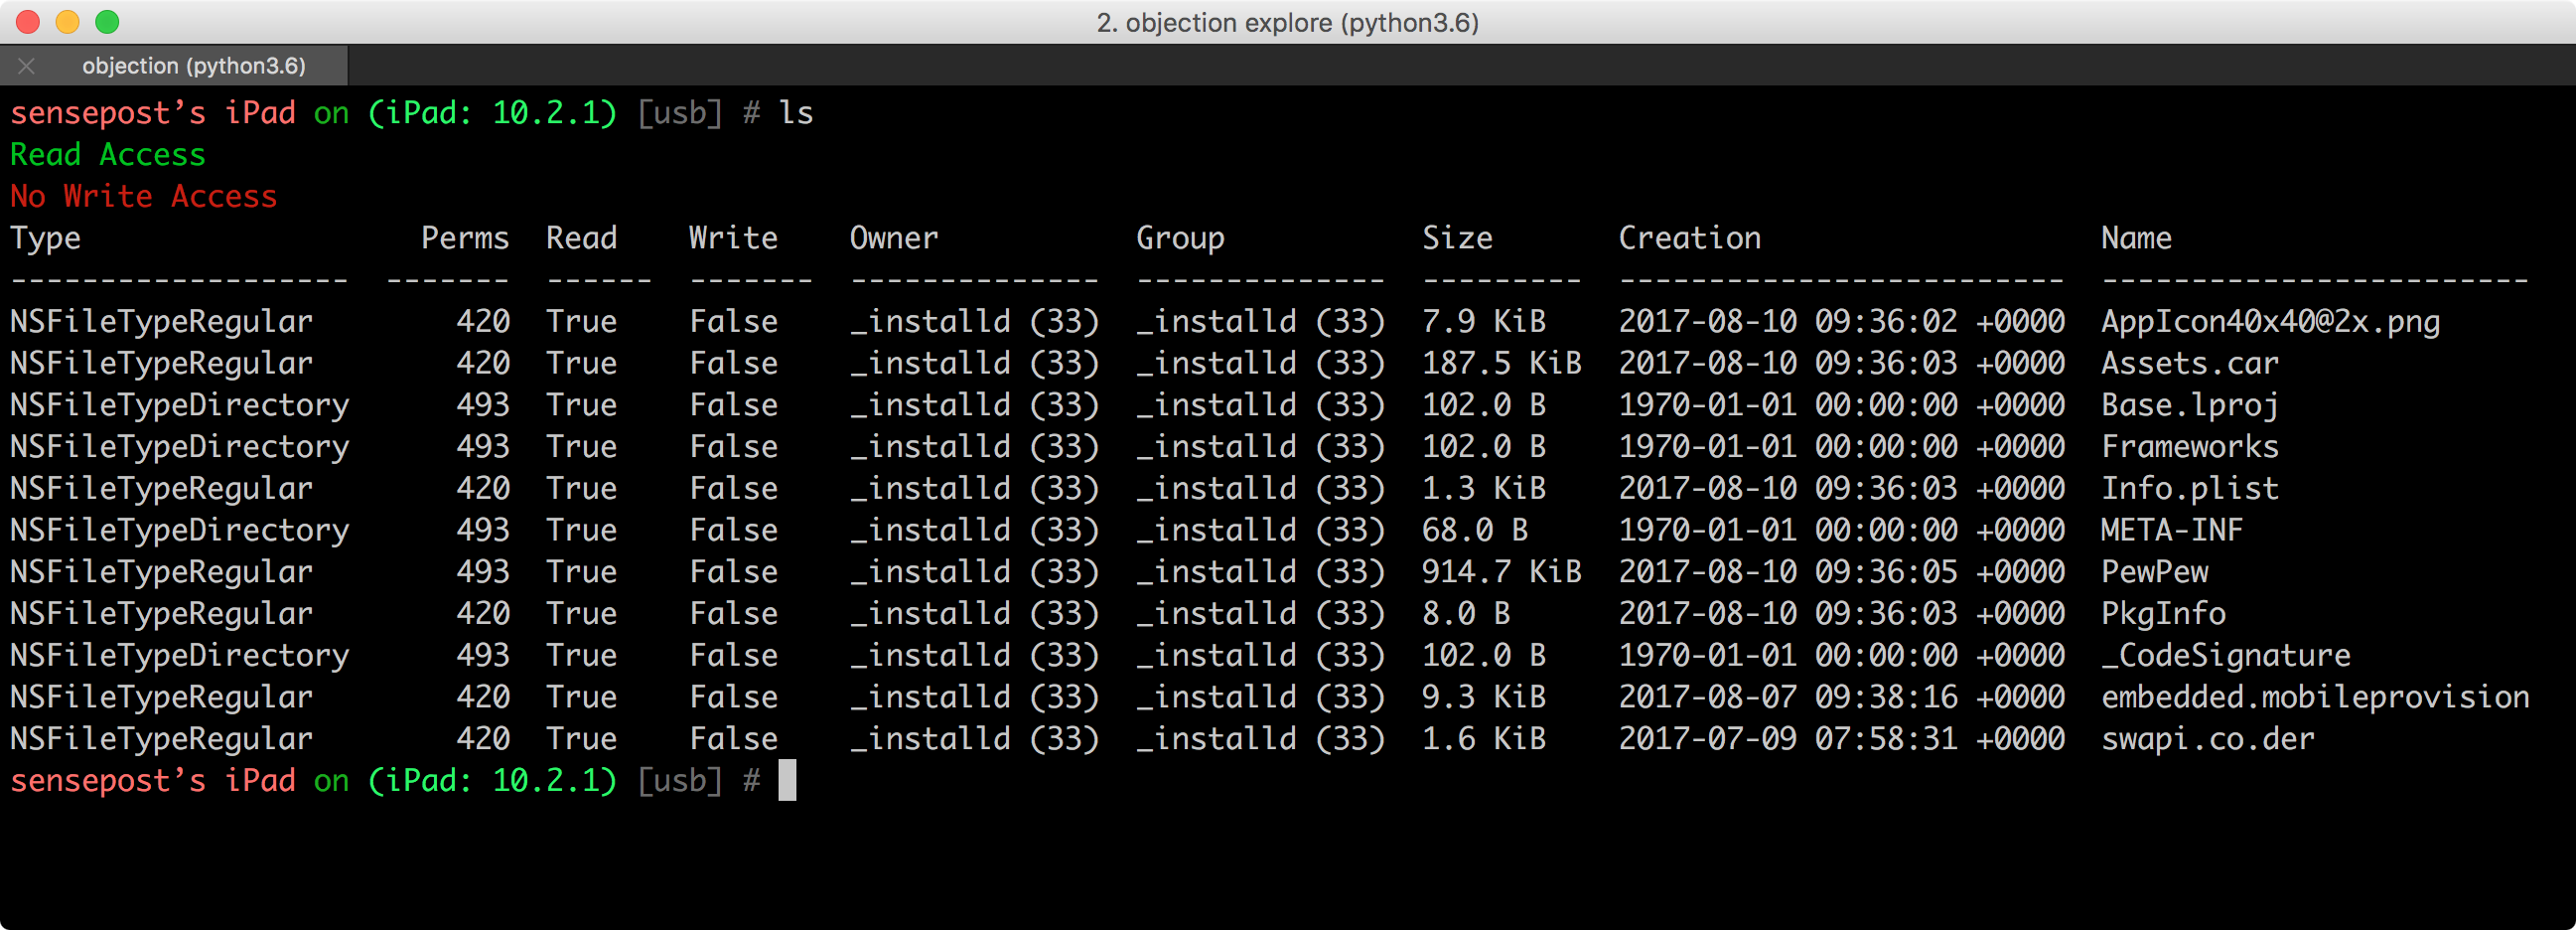 2. objection explore (python3.6)
objection (python3.6)
sensepost’s iPad on (iPad: 10.2.1) [usb] # ls
Read Access
No Write Access
Type Perms Read Write Owner Group Size Creation Name
------------------- ------- ------ ------- -------------- -------------- --------- ------------------------- ------------------------
NSFileTypeRegular 420 True False _installd (33) _installd (33) 7.9 KiB 2017-08-10 09:36:02 +0000 AppIcon40x40@2x.png
NSFileTypeRegular 420 True False _installd (33) _installd (33) 187.5 KiB 2017-08-10 09:36:03 +0000 Assets.car
NSFileTypeDirectory 493 True False _installd (33) _installd (33) 102.0 B 1970-01-01 00:00:00 +0000 Base.lproj
NSFileTypeDirectory 493 True False _installd (33) _installd (33) 102.0 B 1970-01-01 00:00:00 +0000 Frameworks
NSFileTypeRegular 420 True False _installd (33) _installd (33) 1.3 KiB 2017-08-10 09:36:03 +0000 Info.plist
NSFileTypeDirectory 493 True False _installd (33) _installd (33) 68.0 B 1970-01-01 00:00:00 +0000 META-INF
NSFileTypeRegular 493 True False _installd (33) _installd (33) 914.7 KiB 2017-08-10 09:36:05 +0000 PewPew
NSFileTypeRegular 420 True False _installd (33) _installd (33) 8.0 B 2017-08-10 09:36:03 +0000 PkgInfo
NSFileTypeDirectory 493 True False _installd (33) _installd (33) 102.0 B 1970-01-01 00:00:00 +0000 _CodeSignature
NSFileTypeRegular 420 True False _installd (33) _installd (33) 9.3 KiB 2017-08-07 09:38:16 +0000 embedded.mobileprovision
NSFileTypeRegular 420 True False _installd (33) _installd (33) 1.6 KiB 2017-07-09 07:58:31 +0000 swapi.co.der
sensepost’s iPad on (iPad: 10.2.1) [usb] #